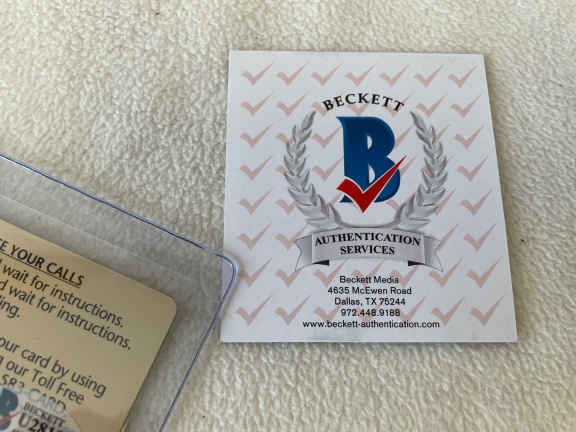 BECKETT
B
AUTHENTICATION
SERVICES
Beckett Media
4635 McEwen Road
Dallas, TX 75244
972.448.9188
www.beckett-authentication.com
YOUR CALLS
wait for instructions.
wait for instructions,
ing.
our card by using
g our Toll Free
CARD
BECKETT